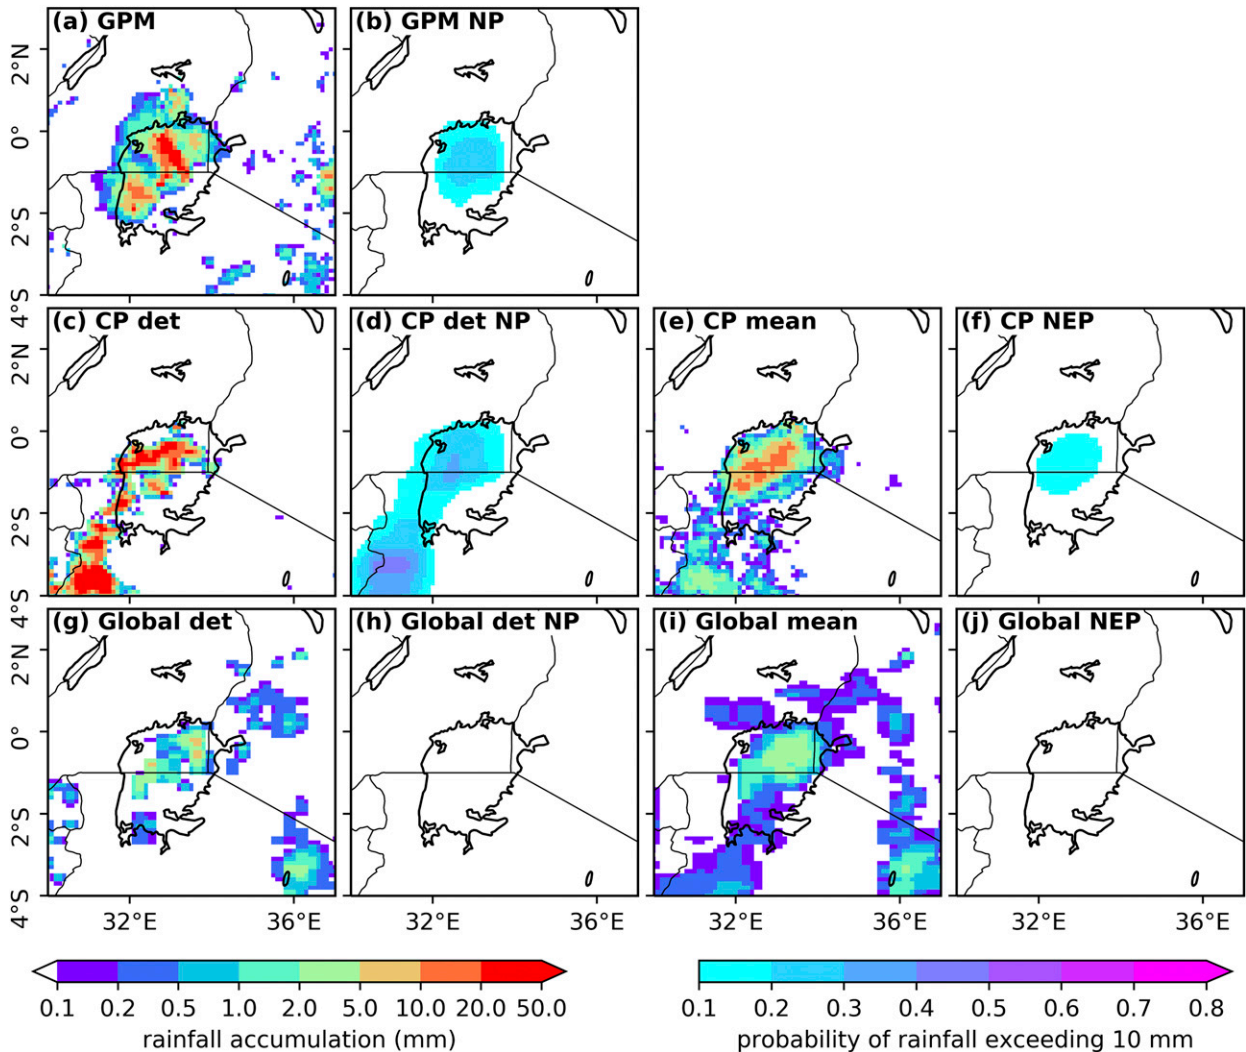 (a) GPM
(b) GPM NP
2°N
0°
2°S
4°S
32°E
36°E
(c) CP det
(d) CP det NP
(e) CP mean
(f) CP NEP
4°N
2°N
0°
2°S
(g) Global det
(h) Global det NP
(i) Global mean
(j) Global NEP
4°N
2°N
0°
2°S
4°S
32°E 36°E 32°E 36°E 32°E 36°E 32°E 36°E
0.1 0.2 0.5 1.0 2.0 5.0 10.0 20.0 50.0
rainfall accumulation (mm)
0.1 0.2 0.3 0.4 0.5 0.6 0.7 0.8
probability of rainfall exceeding 10 mm